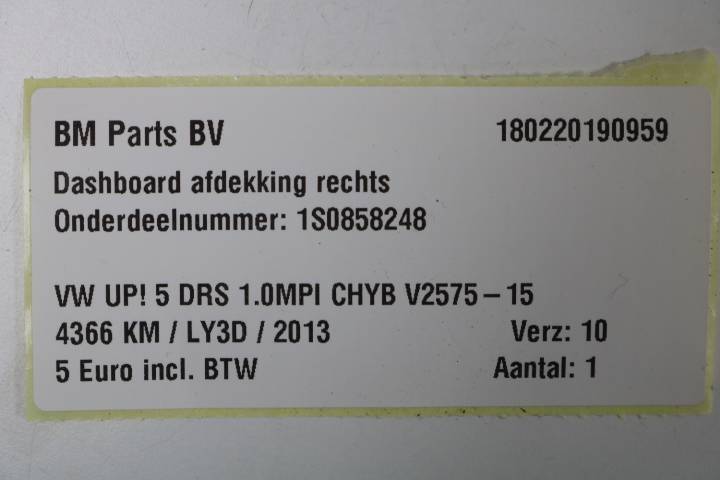 BM Parts BV 180220190959
Dashboard afdekking rechts
Onderdeelnummer: 1S0858248
VW UP! 5 DRS 1.0MPI CHYB V2575-15
4366 KM / LY3D / 2013 Verz: 10
5 Euro incl. BTW Aantal: 1